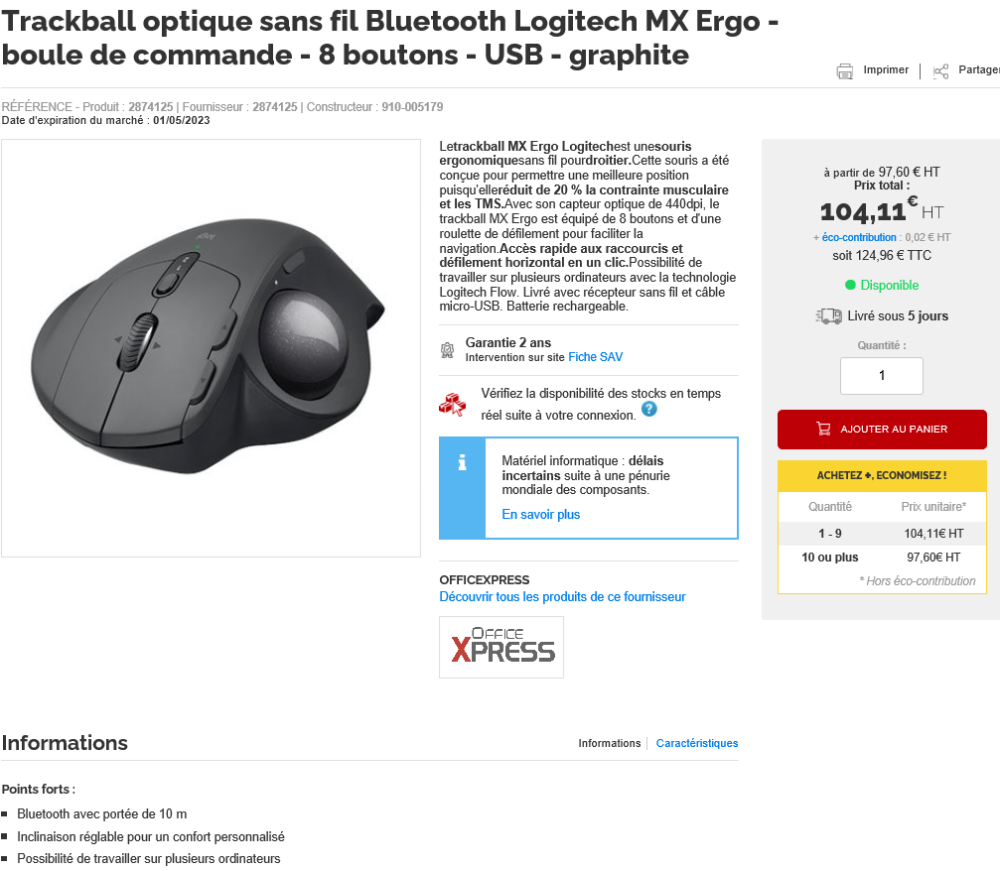 Trackball optique sans fil Bluetooth Logitech MX Ergo -
boule de commande - 8 boutons - USB - graphite
Imprimer
Partager
RÉFÉRENCE - Produit : 2874125 | Fournisseur : 2874125 | Constructeur : 910-005179
Date d'expiration du marché : 01/05/2023
logi
Letrackball MX Ergo Logitechest unesouris
ergonomiquesans fil pourdroitier.Cette souris a été
conçue pour permettre une meilleure position
puisqu'elleréduit de 20 % la contrainte musculaire
et les TMS.Avec son capteur optique de 440dpi, le
trackball MX Ergo est équipé de 8 boutons et d'une
roulette de défilement pour faciliter la
navigation.Accès rapide aux raccourcis et
défilement horizontal en un clic.Possibilité de
travailler sur plusieurs ordinateurs avec la technologie
Logitech Flow. Livré avec récepteur sans fil et câble
micro-USB. Batterie rechargeable.
Garantie 2 ans
Intervention sur site Fiche SAV
Vérifiez la disponibilité des stocks en temps
réel suite à votre connexion. ?
i
Matériel informatique : délais
incertains suite à une pénurie
mondiale des composants.
En savoir plus
OFFICEXPRESS
Découvrir tous les produits de ce fournisseur
OFFICE
XPRESS
à partir de 97,60 € HT
Prix total :
104,11€ HT
+ éco-contribution : 0,02 € HT
soit 124,96 € TTC
Disponible
Livré sous 5 jours
Quantité :
1
AJOUTER AU PANIER
ACHETEZ +, ECONOMISEZ !
Quantité Prix unitaire*
1 - 9 104,11€ HT
10 ou plus 97,60€ HT
* Hors éco-contribution
Informations
Informations | Caractéristiques
Points forts :
Bluetooth avec portée de 10 m
Inclinaison réglable pour un confort personnalisé
Possibilité de travailler sur plusieurs ordinateurs